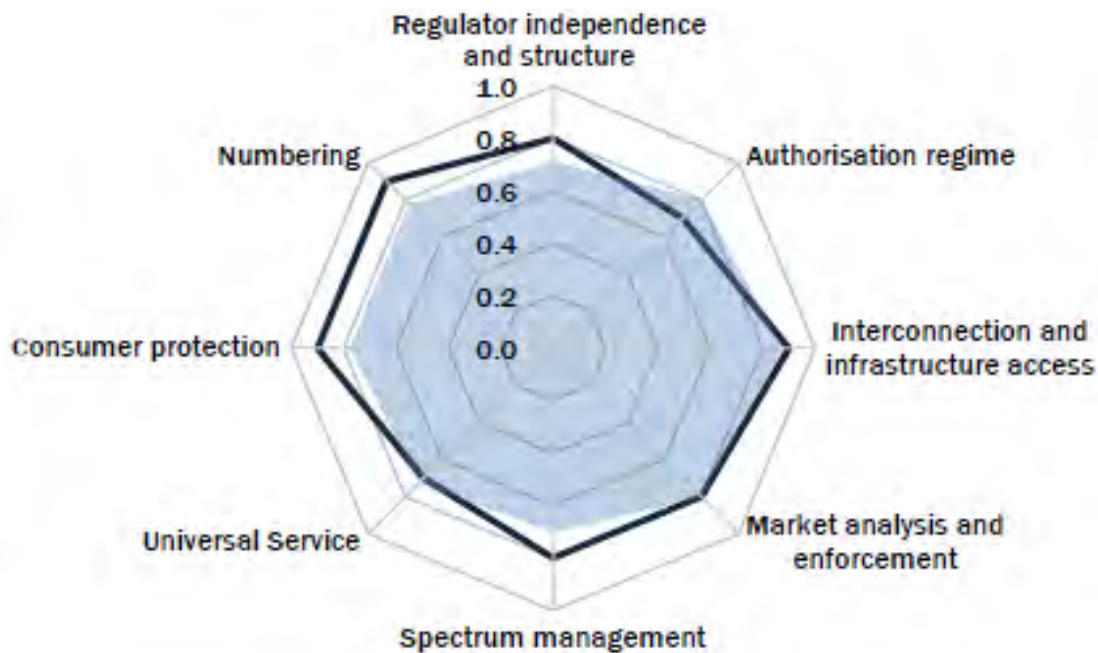 Regulator independence
and structure
1.0
0.8
0.6
0.4
0.2
0.0
Authorisation regime
Interconnection and
infrastructure access
Market analysis and
enforcement
Spectrum management
Universal Service
Consumer protection
Numbering